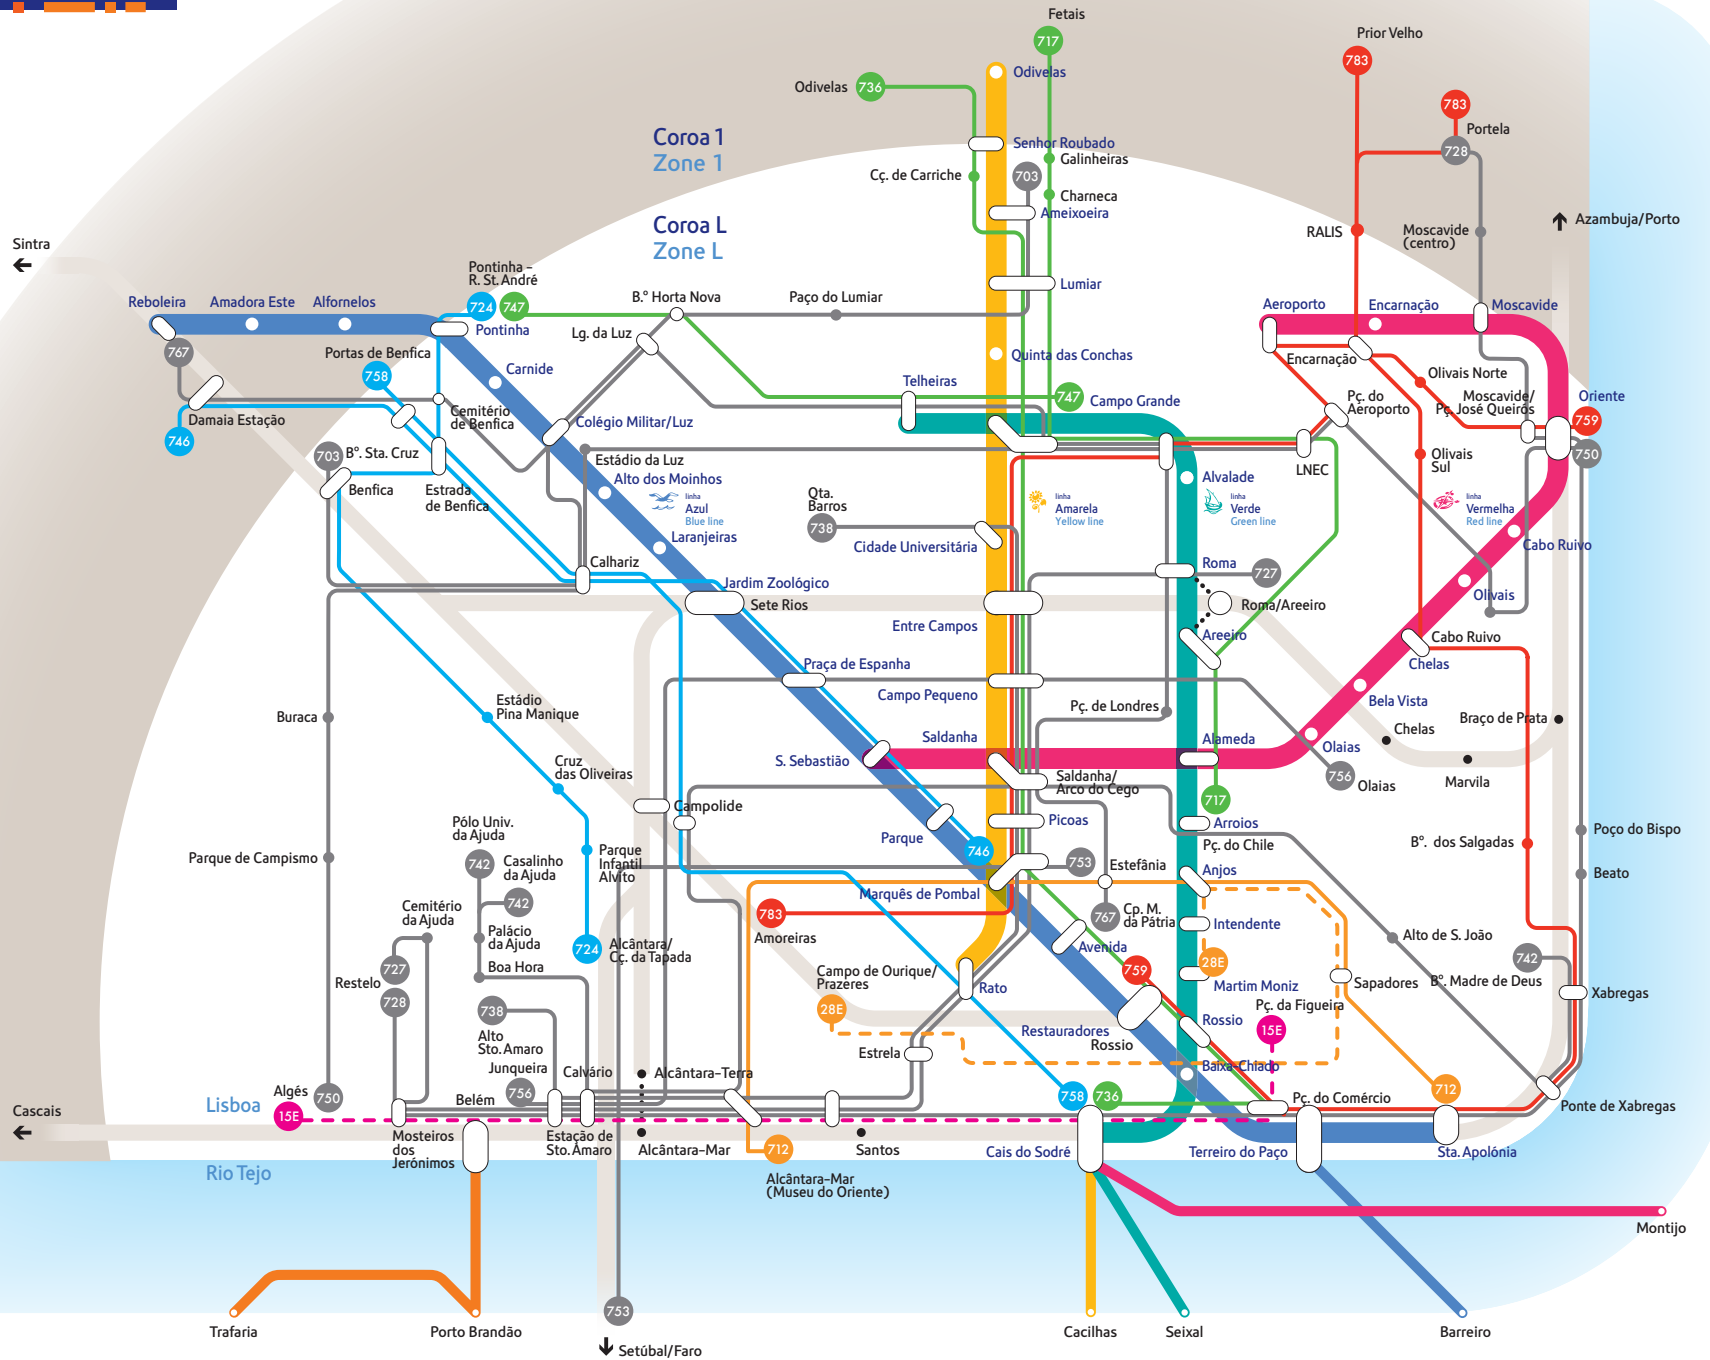 Fetais
717
Prior Velho
783
Odivelas
736
Odivelas
783
Portela
728
Coroa 1
Zone 1
Senhor Roubado
Galinheiras
Cç. de Carriche
703
Charneca
Ameixoeira
Coroa L
Zone L
RALIS
Moscavide
(centro)
Azambuja/Porto
Sintra
Pontinha -
R. St. André
724
747
Lumiar
B.° Horta Nova
Paço do Lumiar
Reboleira
Amadora Este
Alfornelos
Pontinha
Lg. da Luz
Aeroporto
Encarnação
Moscavide
767
Portas de Benfica
758
Carnide
Quinta das Conchas
Encarnação
Olivais Norte
Telheiras
747
Campo Grande
Pç. do
Aeroporto
Moscavide/
Pç. José Queirós
Oriente
759
750
Damaia Estação
746
Cemitério
de Benfica
Colégio Militar/Luz
703
B°. Sta. Cruz
Estádio da Luz
LNEC
Olivais
Sul
Benfica
Estrada
de Benfica
Alto dos Moinhos
linha
Azul
Blue line
Qta.
Barros
738
linha
Amarela
Yellow line
Alvalade
linha
Verde
Green line
linha
Vermelha
Red line
Laranjeiras
Cidade Universitária
Cabo Ruivo
Calhariz
Roma
727
Jardim Zoológico
Sete Rios
Roma/Areeiro
Olivais
Entre Campos
Areeiro
Cabo Ruivo
Chelas
Praça de Espanha
Campo Pequeno
Bela Vista
Estádio
Pina Manique
Buraca
Pç. de Londres
Braço de Prata
Chelas
Saldanha
Alameda
Olaias
S. Sebastião
Cruz
das Oliveiras
Saldanha/
Arco do Cego
756
Olaias
Marvila
Campolide
717
Pólo Univ.
da Ajuda
742
Parque
Picoas
Arroios
Pç. do Chile
Poço do Bispo
B°. dos Salgadas
Parque de Campismo
Casalinho
da Ajuda
742
Parque
Infantil
Alvito
746
753
Estefânia
Anjos
Beato
Marquês de Pombal
Cemitério
da Ajuda
783
Amoreiras
767
Cp. M.
da Pátria
Intendente
Palácio
da Ajuda
724
Alcântara/
Cç. da Tapada
Avenida
Alto de S. João
Restelo
727
Boa Hora
Campo de Ourique/
Prazeres
28E
759
28E
742
Martim Moniz
Sapadores
B°. Madre de Deus
Xabregas
728
Rato
738
Alto
Sto. Amaro
Restauradores
Rossio
Rossio
Pç. da Figueira
15E
Junqueira
Calvário
Estrela
Baixa-Chiado
Alcântara-Terra
Algés
15E
750
Lisboa
Belém
756
758
736
712
Pç. do Comércio
Ponte de Xabregas
Cascais
Mosteiros
dos
Jerónimos
Estação de
Sto. Amaro
Alcântara-Mar
712
Santos
Cais do Sodré
Terreiro do Paço
Sta. Apolónia
Rio Tejo
Alcântara-Mar
(Museu do Oriente)
Montijo
753
Trafaria
Porto Brandão
Setúbal/Faro
Cacilhas
Seixal
Barreiro